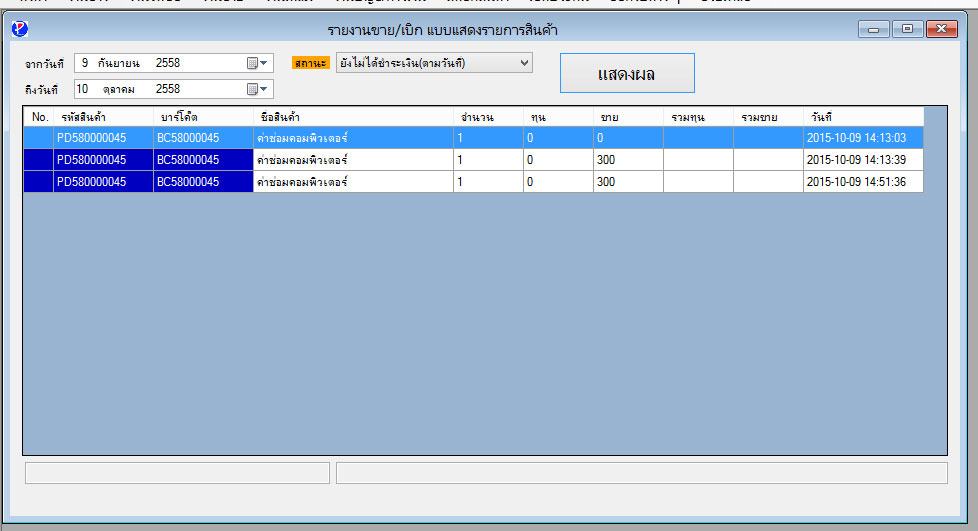 รายงานขาย/เบิก แบบแสดงรายการสินค้า
จากวันที่ 9 กันยายน 2558 สถานะ ยังไม่ได้ชำระเงิน(ตามวันที่) แสดงผล
ถึงวันที่ 10 ตุลาคม 2558
No. รหัสสินค้า บาร์โค๊ต ชื่อสินค้า จำนวน ทุน ขาย รวมทุน รวมขาย วันที่
PD580000045 BC58000045 ค่าซ่อมคอมพิวเตอร์ 1 0 0 2015-10-09 14:13:03
PD580000045 BC58000045 ค่าซ่อมคอมพิวเตอร์ 1 0 300 2015-10-09 14:13:39
PD580000045 BC58000045 ค่าซ่อมคอมพิวเตอร์ 1 0 300 2015-10-09 14:51:36